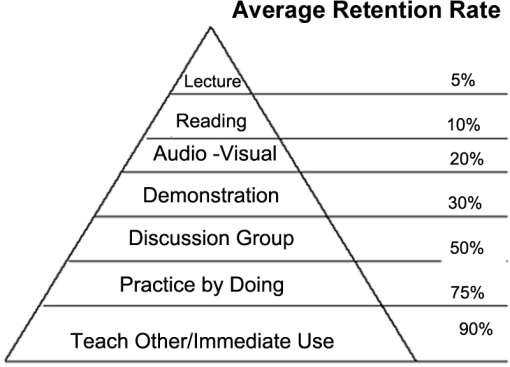 Average Retention Rate
Lecture 5%
Reading 10%
Audio -Visual 20%
Demonstration 30%
Discussion Group 50%
Practice by Doing 75%
Teach Other/Immediate Use 90%